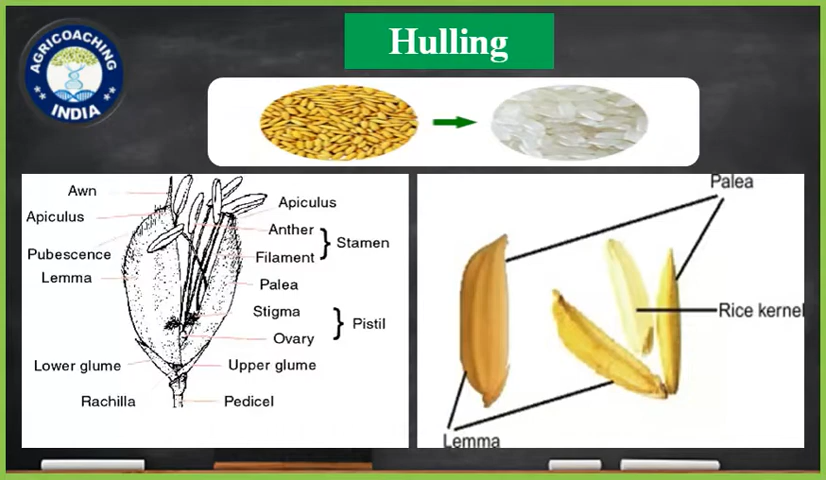 Hulling
AGRICOACHING
INDIA
Awn
Apiculus
Pubescence
Lemma
Lower glume
Rachilla
Apiculus
Anther
Filament
Stamen
Palea
Stigma
Ovary
Pistil
Upper glume
Pedicel
Palea
Rice kernel
Lemma